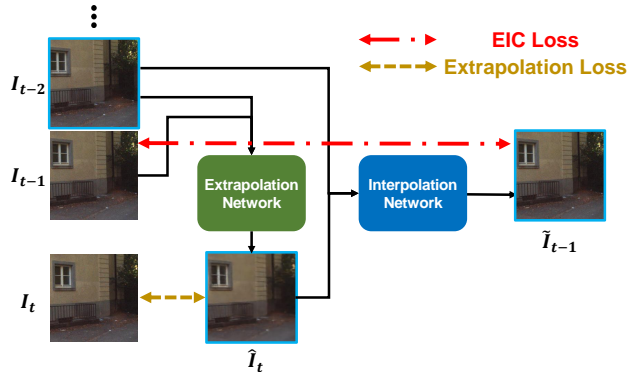 ⋮
EIC Loss
Extrapolation Loss
I_{t−2}
I_{t−1}
Extrapolation
Network
Interpolation
Network
Ĩ_{t−1}
I_t
Î_t